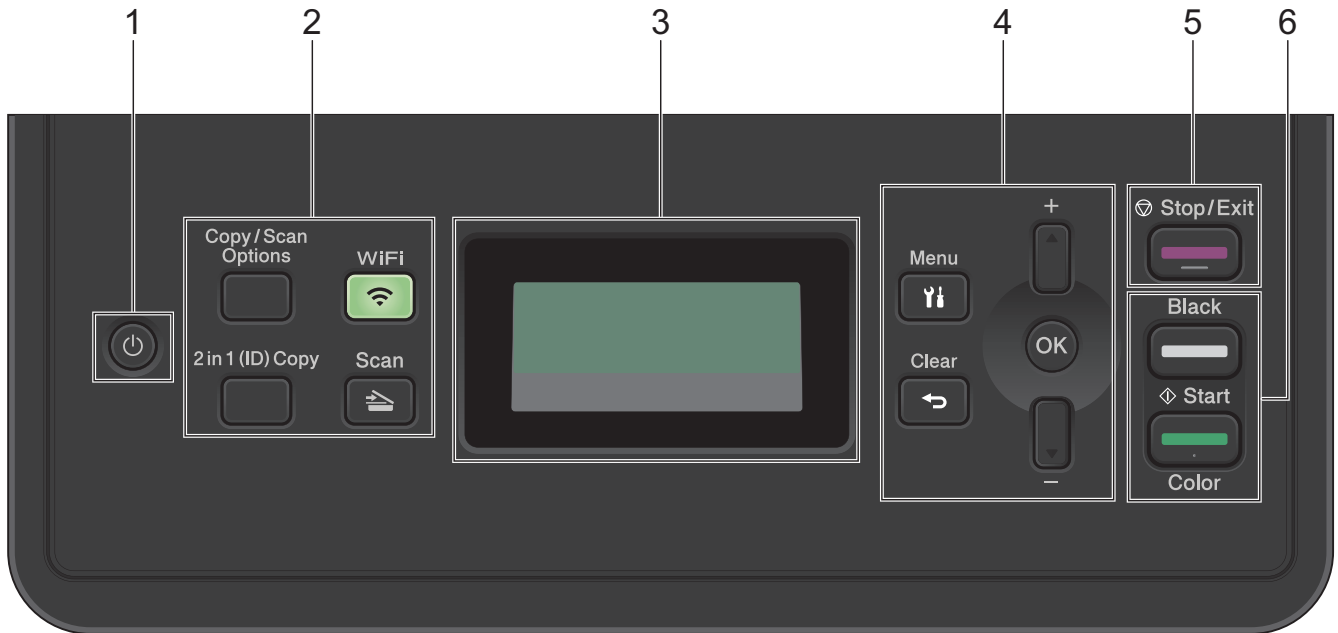 1 2 3 4 5 6
+
Stop/Exit
Copy/Scan
Options
WiFi
Menu
Black
OK
2 in 1 (ID) Copy
Scan
Clear
Start
−
Color